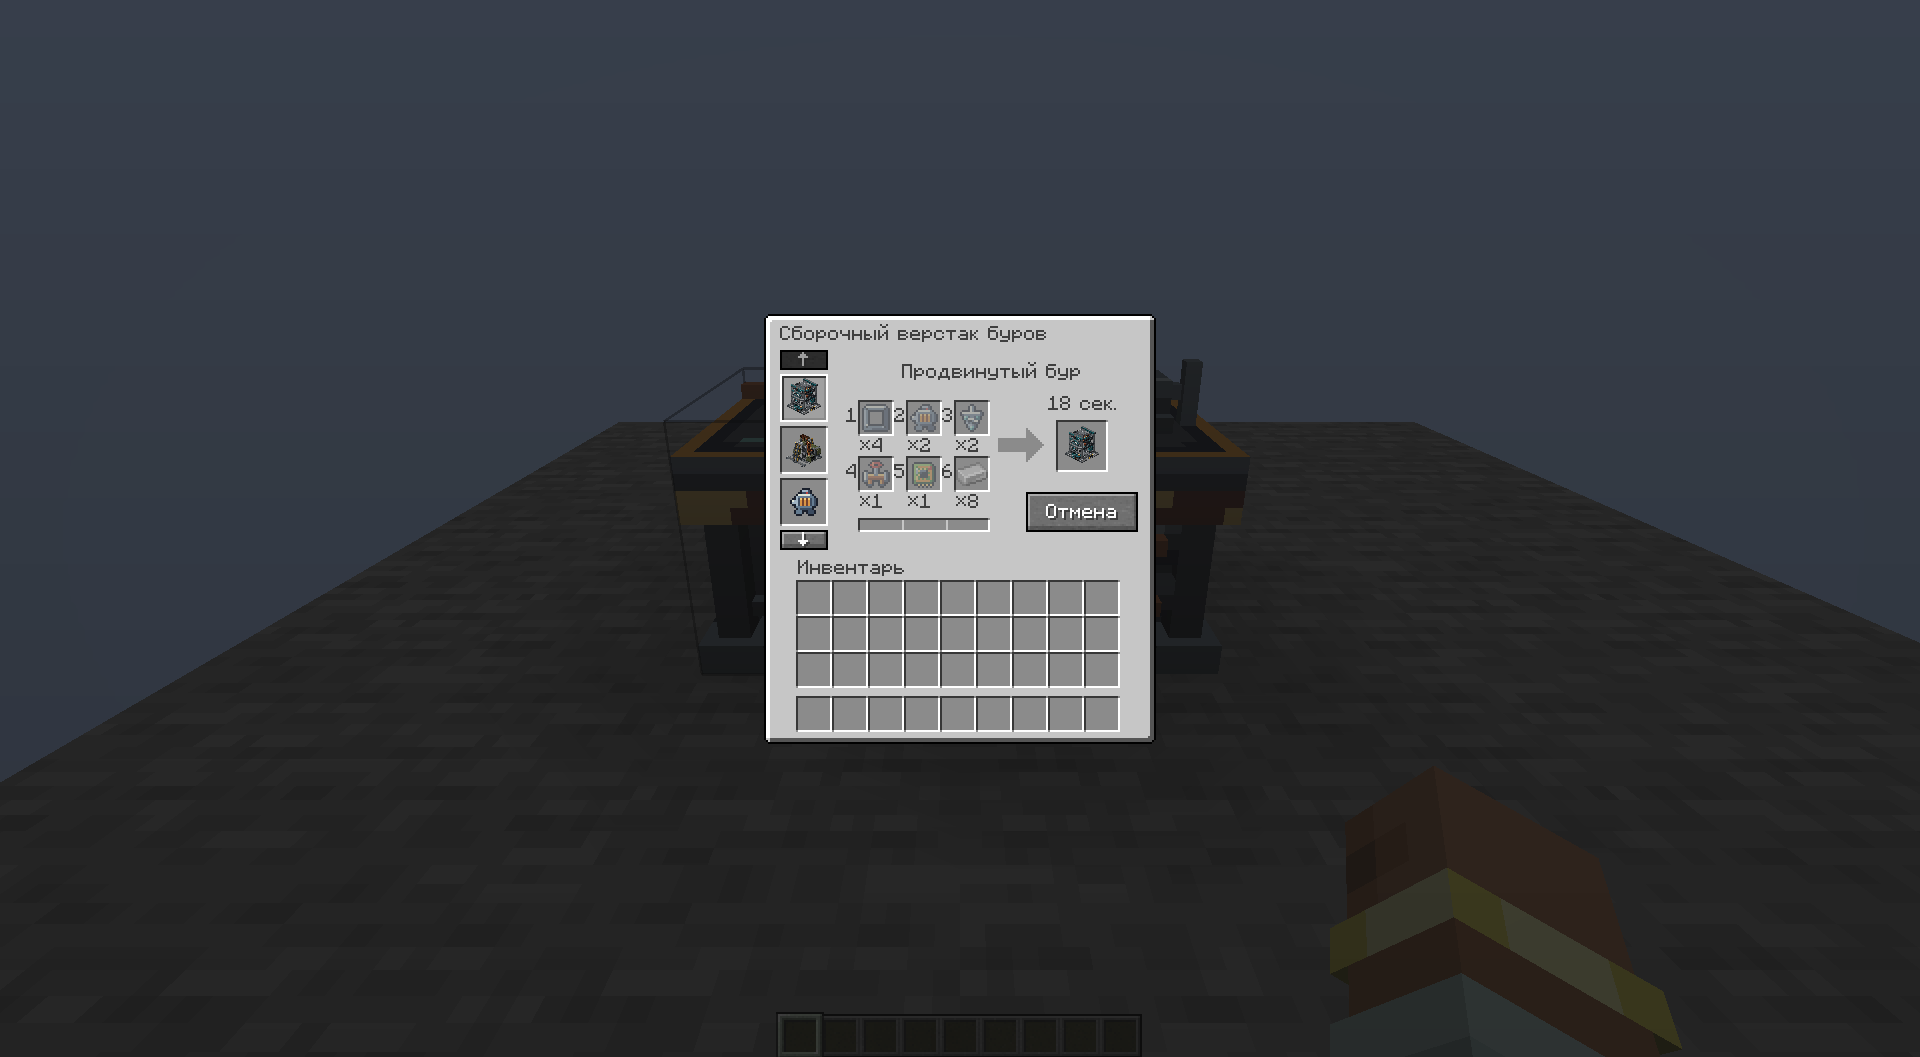 Сборочный верстак буров
Продвинутый бур
18 сек.
1 2 3
×4 ×2 ×2
4 5 6
×1 ×1 ×8
Отмена
Инвентарь